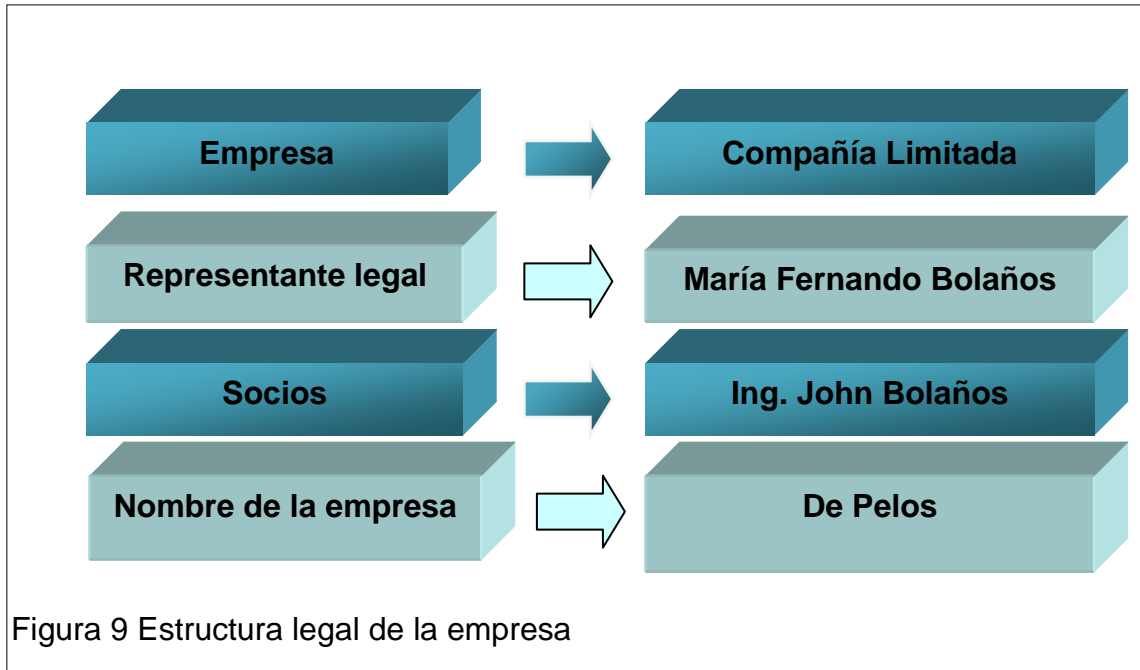 Empresa
Compañía Limitada
Representante legal
María Fernando Bolaños
Socios
Ing. John Bolaños
Nombre de la empresa
De Pelos
Figura 9 Estructura legal de la empresa